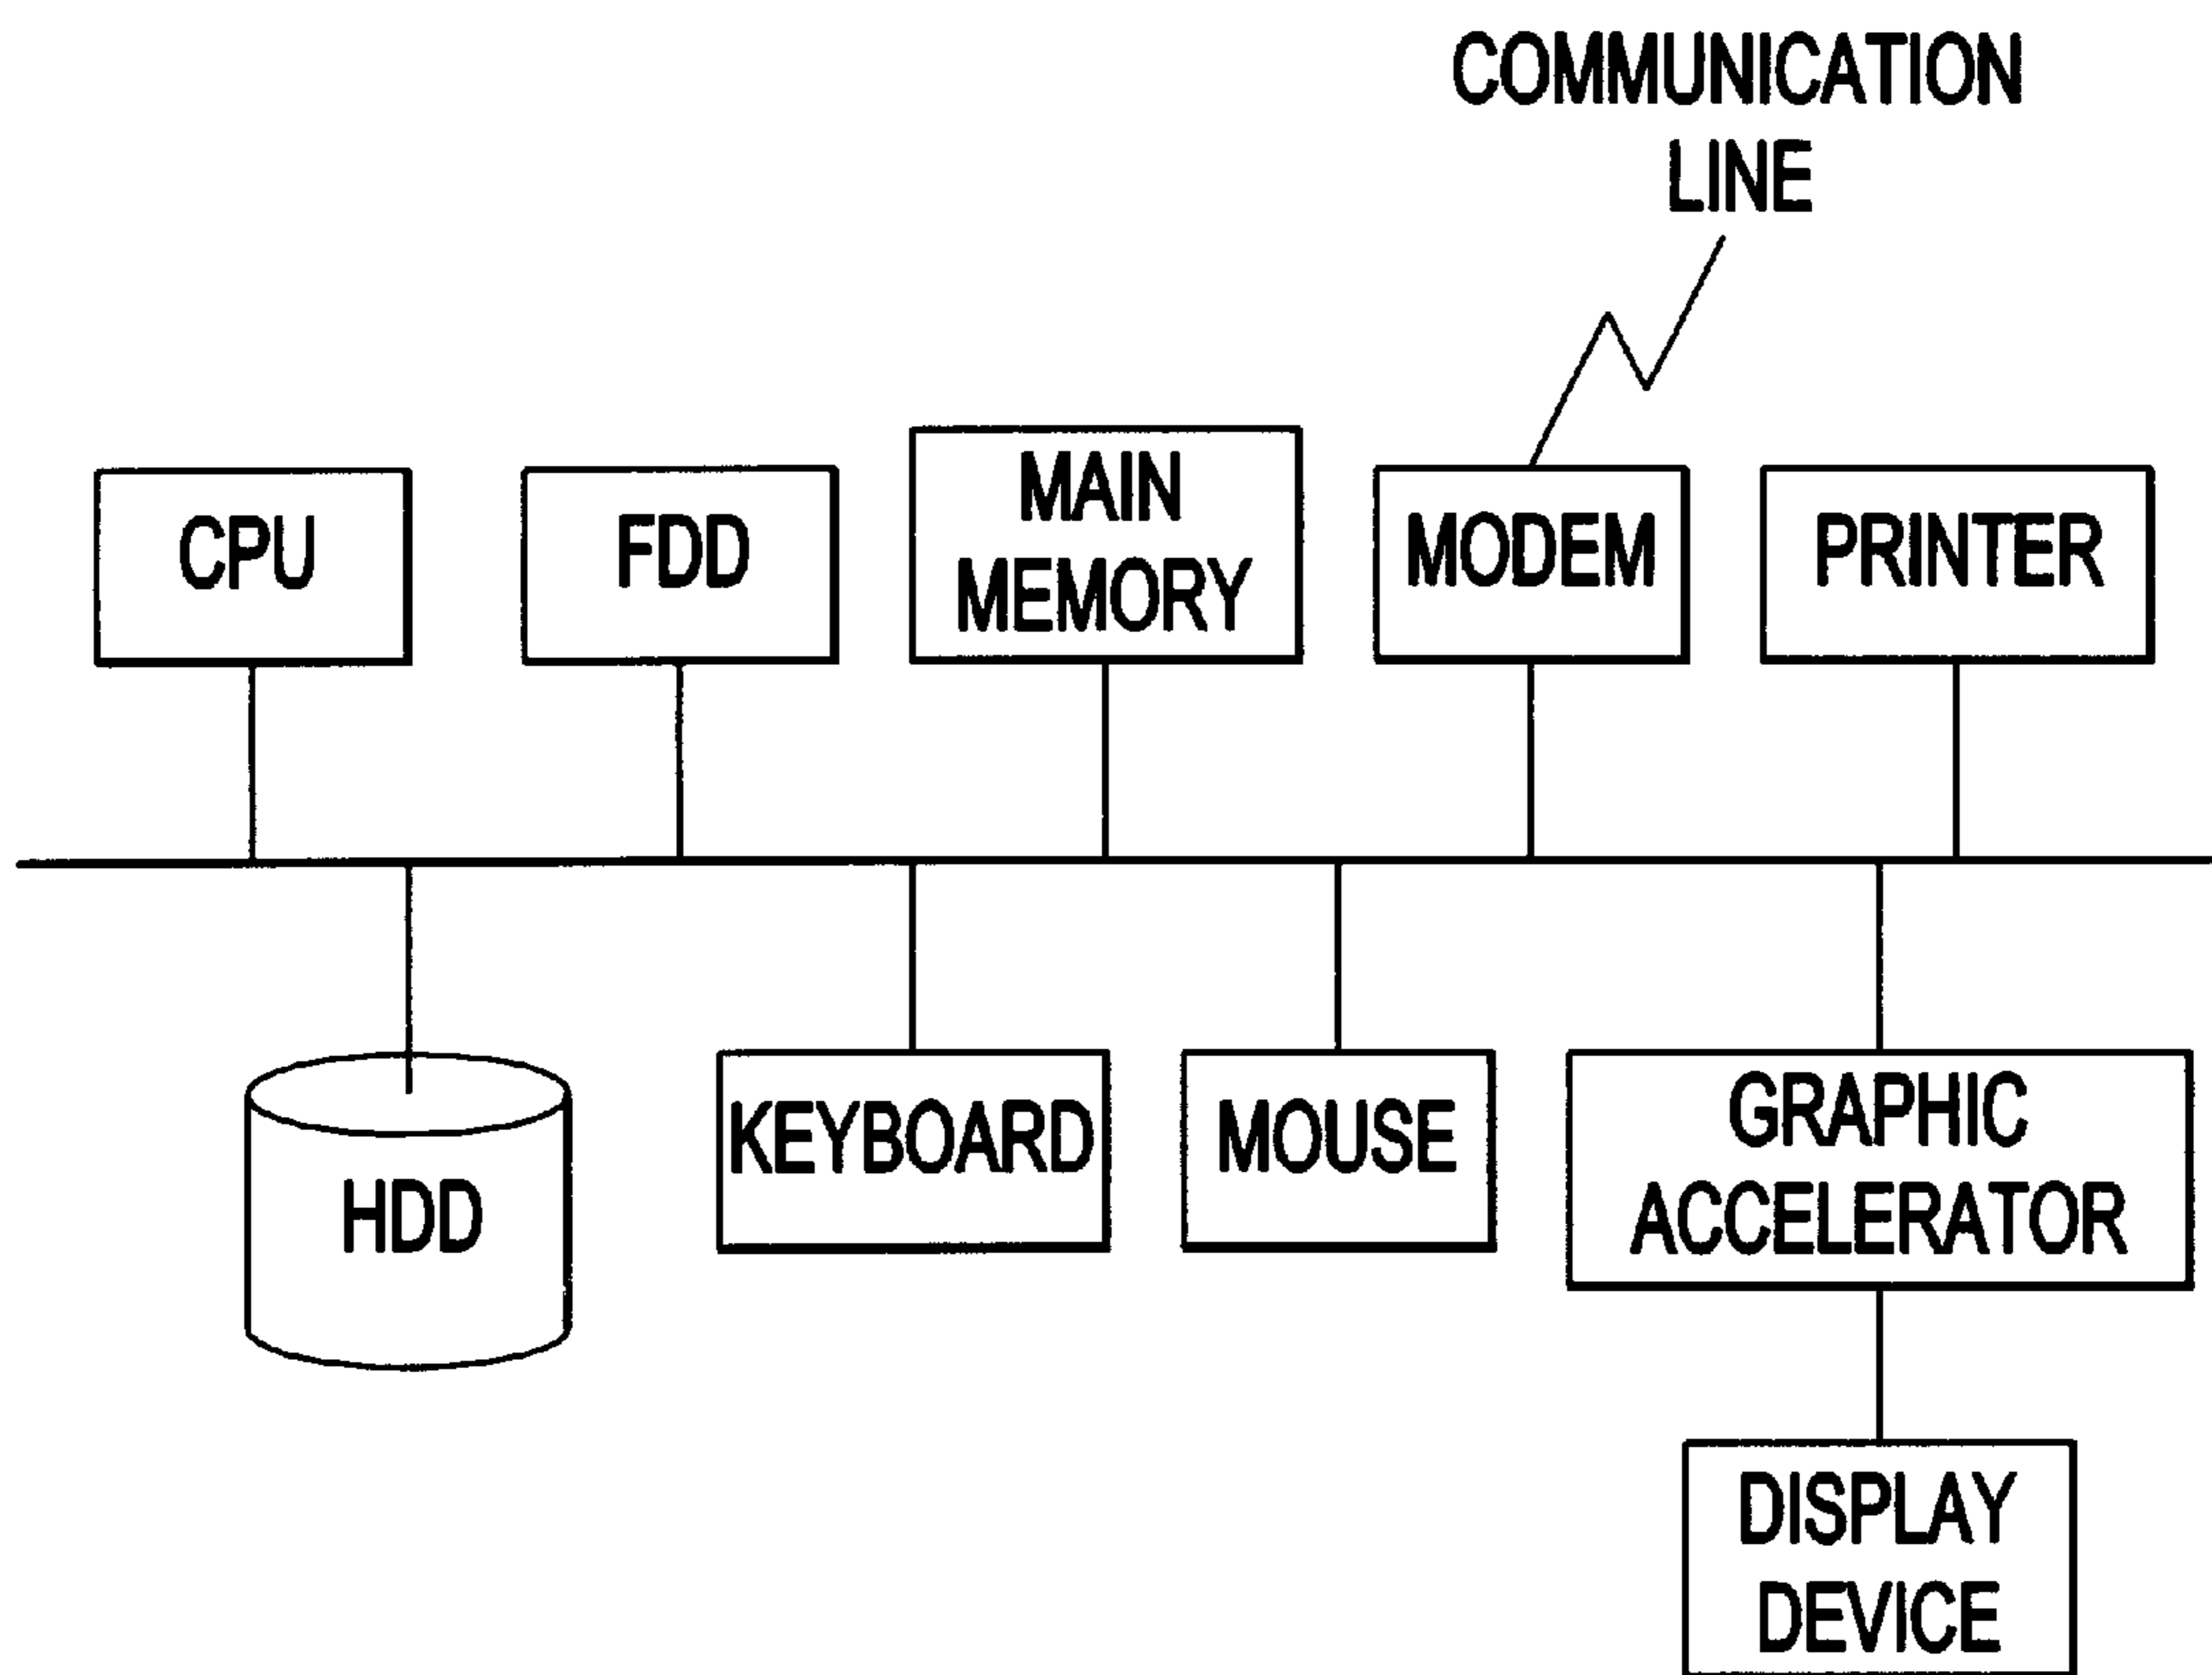 COMMUNICATION
LINE
CPU
FDD
MAIN
MEMORY
MODEM
PRINTER
HDD
KEYBOARD
MOUSE
GRAPHIC
ACCELERATOR
DISPLAY
DEVICE